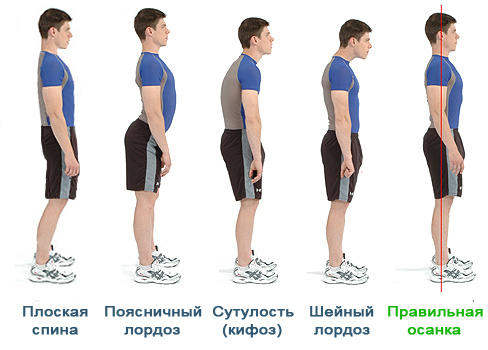 Плоская
спина
Поясничный
лордоз
Сутулость
(кифоз)
Шейный
лордоз
Правильная
осанка